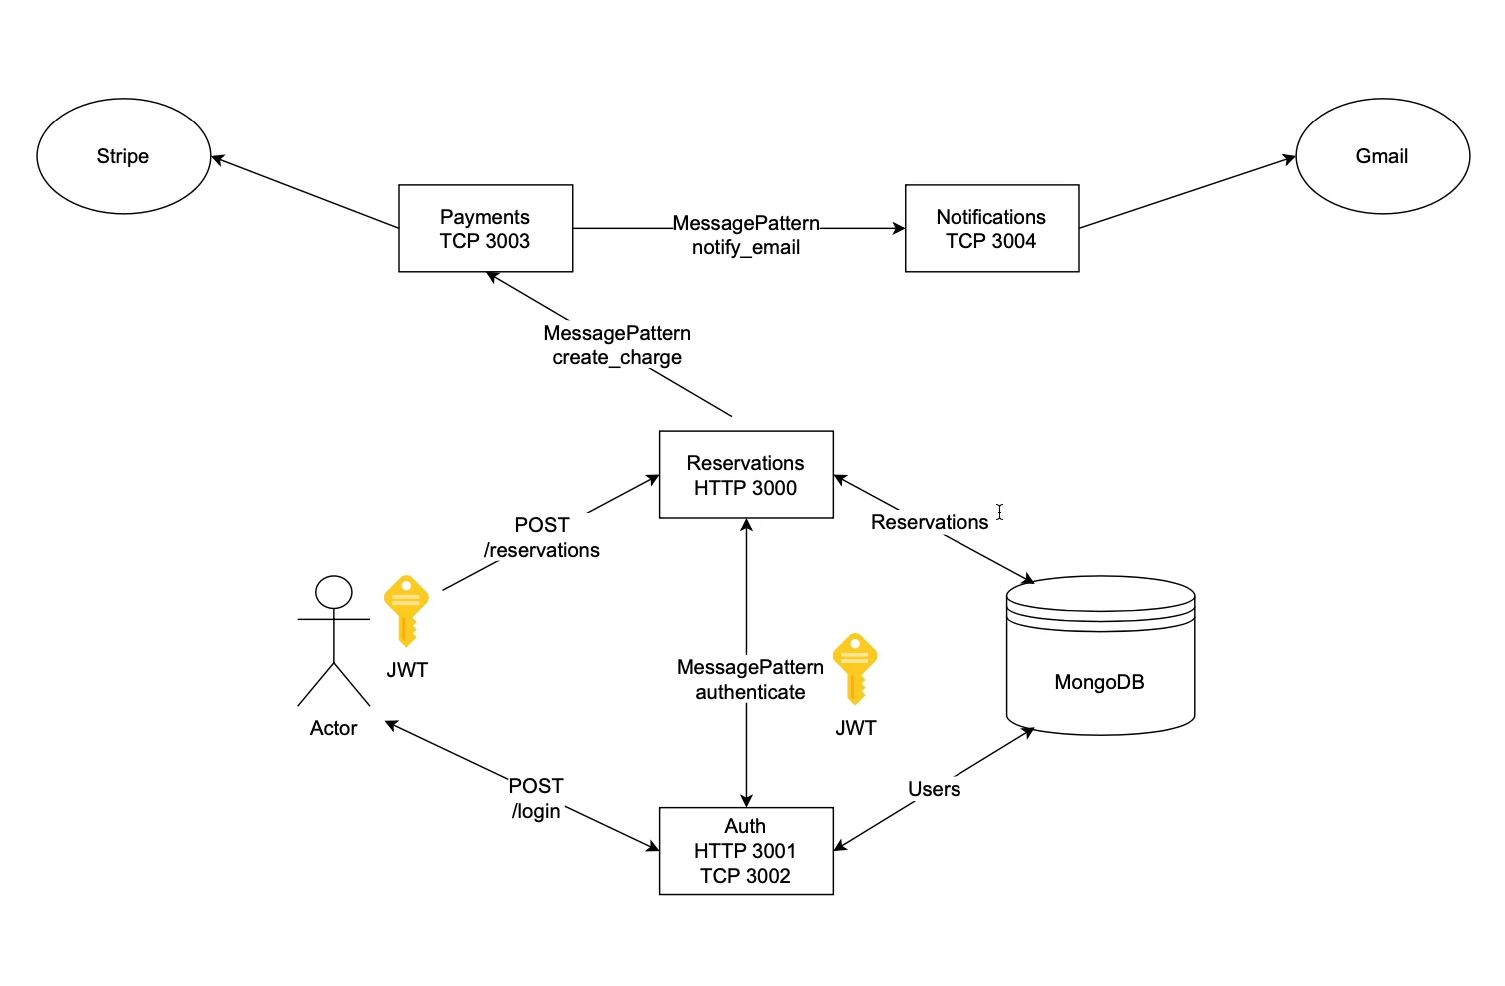 Stripe
Gmail
Payments
TCP 3003
MessagePattern
notify_email
Notifications
TCP 3004
MessagePattern
create_charge
Reservations
HTTP 3000
POST
/reservations
Reservations
JWT
MessagePattern
authenticate
JWT
MongoDB
Actor
POST
/login
Users
Auth
HTTP 3001
TCP 3002